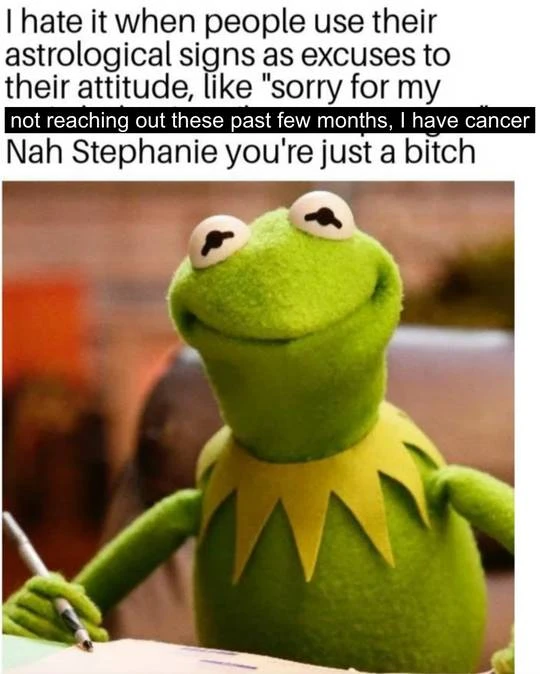 I hate it when people use their
astrological signs as excuses to
their attitude, like "sorry for my
not reaching out these past few months, I have cancer
Nah Stephanie you're just a bitch